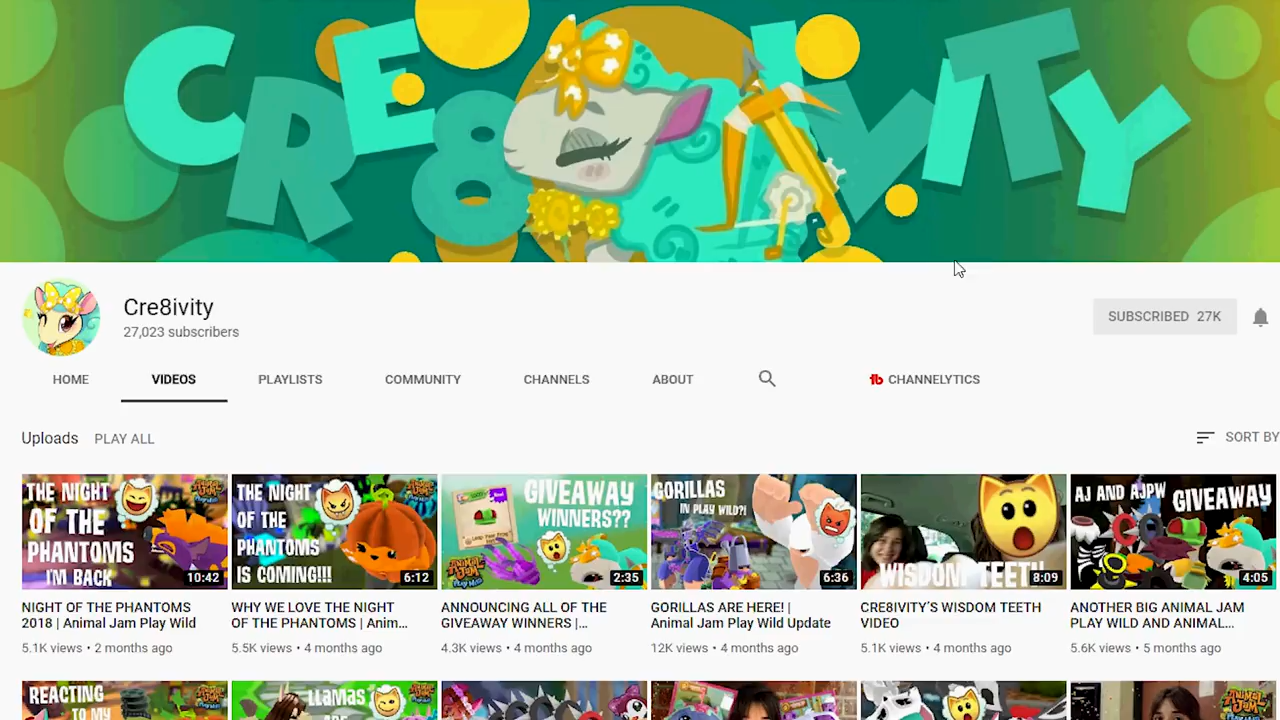 CRE8IVITY
Cre8ivity
27,023 subscribers
SUBSCRIBED 27K
HOME
VIDEOS
PLAYLISTS
COMMUNITY
CHANNELS
ABOUT
CHANNELYTICS
Uploads PLAY ALL
SORT BY
THE NIGHT
OF THE
PHANTOMS
I'M BACK
10:42
THE NIGHT
OF THE
PHANTOMS
IS COMING!!!
6:12
GIVEAWAY
WINNERS??
ANIMAL JAM
2:35
GORILLAS
IN PLAY WILD?!
6:36
WISDOM TEETH
8:09
AJ AND AJPW GIVEAWAY
4:05
NIGHT OF THE PHANTOMS
2018 | Animal Jam Play Wild
5.1K views • 2 months ago
WHY WE LOVE THE NIGHT
OF THE PHANTOMS | Anim...
5.5K views • 4 months ago
ANNOUNCING ALL OF THE
GIVEAWAY WINNERS |...
4.3K views • 4 months ago
GORILLAS ARE HERE! |
Animal Jam Play Wild Update
12K views • 4 months ago
CRE8IVITY'S WISDOM TEETH
VIDEO
5.1K views • 4 months ago
ANOTHER BIG ANIMAL JAM
PLAY WILD AND ANIMAL...
5.6K views • 5 months ago
REACTING
TO MY
LLAMAS